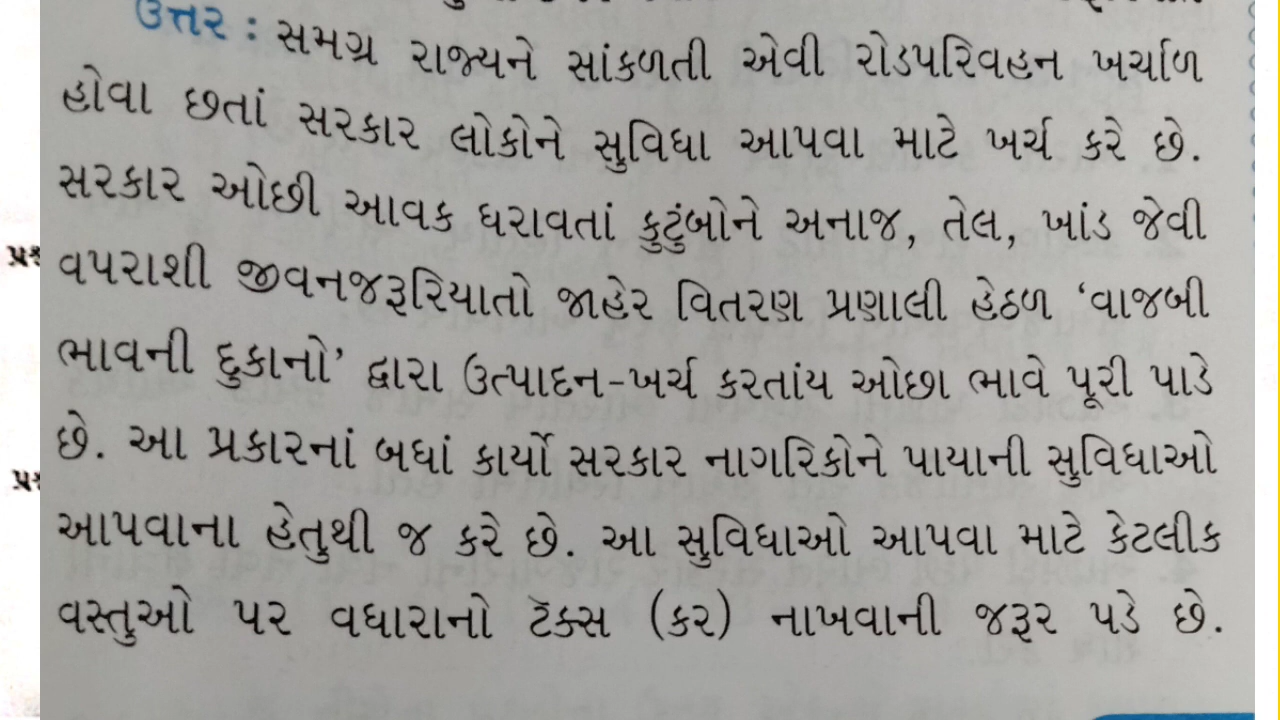 ઉત્તર : સમગ્ર રાજ્યને સાંકળતી એવી રોડપરિવહન ખર્ચાળ
હોવા છતાં સરકાર લોકોને સુવિધા આપવા માટે ખર્ચ કરે છે.
સરકાર ઓછી આવક ધરાવતાં કુટુંબોને અનાજ, તેલ, ખાંડ જેવી
વપરાશી જીવનજરૂરિયાતો જાહેર વિતરણ પ્રણાલી હેઠળ ‘વાજબી
ભાવની દુકાનો’ દ્વારા ઉત્પાદન-ખર્ચ કરતાંય ઓછા ભાવે પૂરી પાડે
છે. આ પ્રકારનાં બધાં કાર્યો સરકાર નાગરિકોને પાયાની સુવિધાઓ
આપવાના હેતુથી જ કરે છે. આ સુવિધાઓ આપવા માટે કેટલીક
વસ્તુઓ પર વધારાનો ટૅક્સ (કર) નાખવાની જરૂર પડે છે.